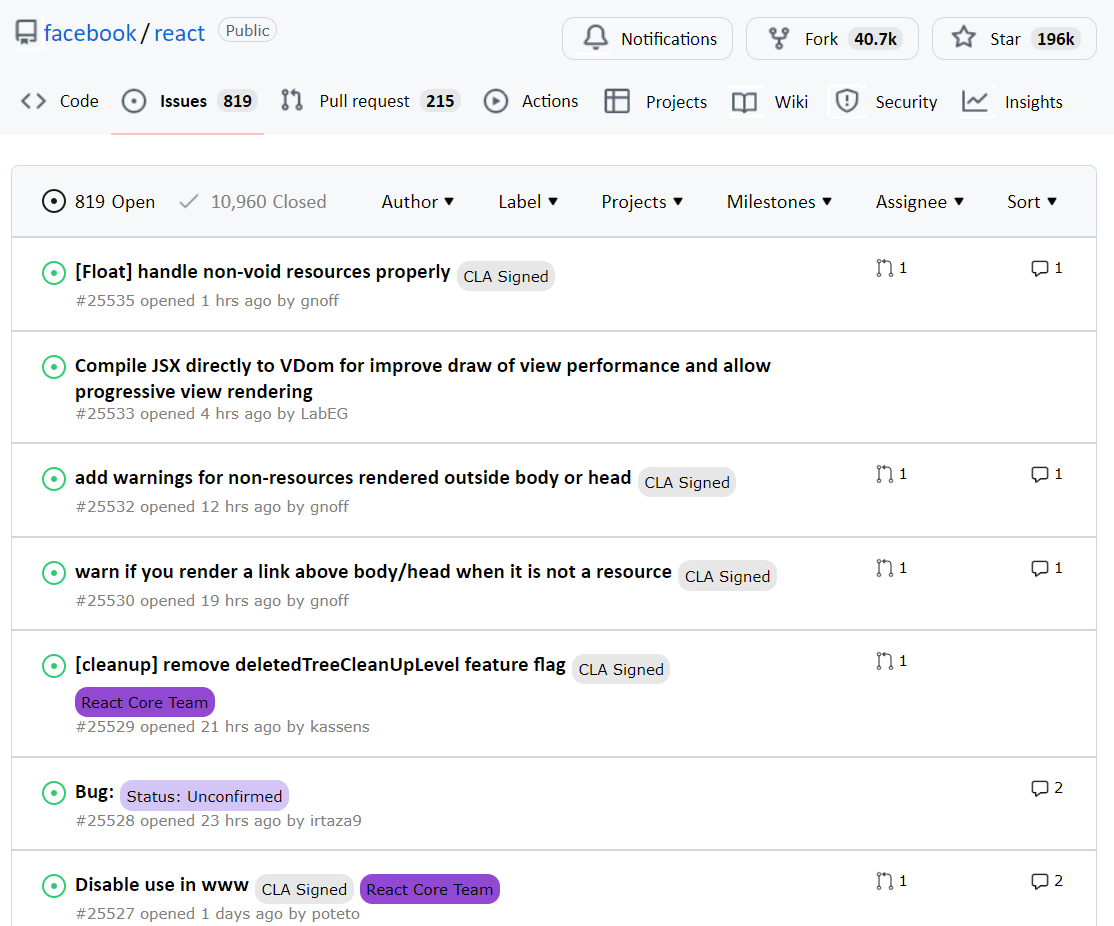 facebook / react Public Notifications Fork 40.7k Star 196k
Code Issues 819 Pull request 215 Actions Projects Wiki Security Insights
819 Open 10,960 Closed Author ▼ Label ▼ Projects ▼ Milestones ▼ Assignee ▼ Sort ▼
[Float] handle non-void resources properly CLA Signed 1 1
#25535 opened 1 hrs ago by gnoff
Compile JSX directly to VDom for improve draw of view performance and allow
progressive view rendering
#25533 opened 4 hrs ago by LabEG
add warnings for non-resources rendered outside body or head CLA Signed 1 1
#25532 opened 12 hrs ago by gnoff
warn if you render a link above body/head when it is not a resource CLA Signed 1 1
#25530 opened 19 hrs ago by gnoff
[cleanup] remove deletedTreeCleanUpLevel feature flag CLA Signed 1
React Core Team
#25529 opened 21 hrs ago by kassens
Bug: Status: Unconfirmed 2
#25528 opened 23 hrs ago by irtaza9
Disable use in www CLA Signed React Core Team 1 2
#25527 opened 1 days ago by poteto